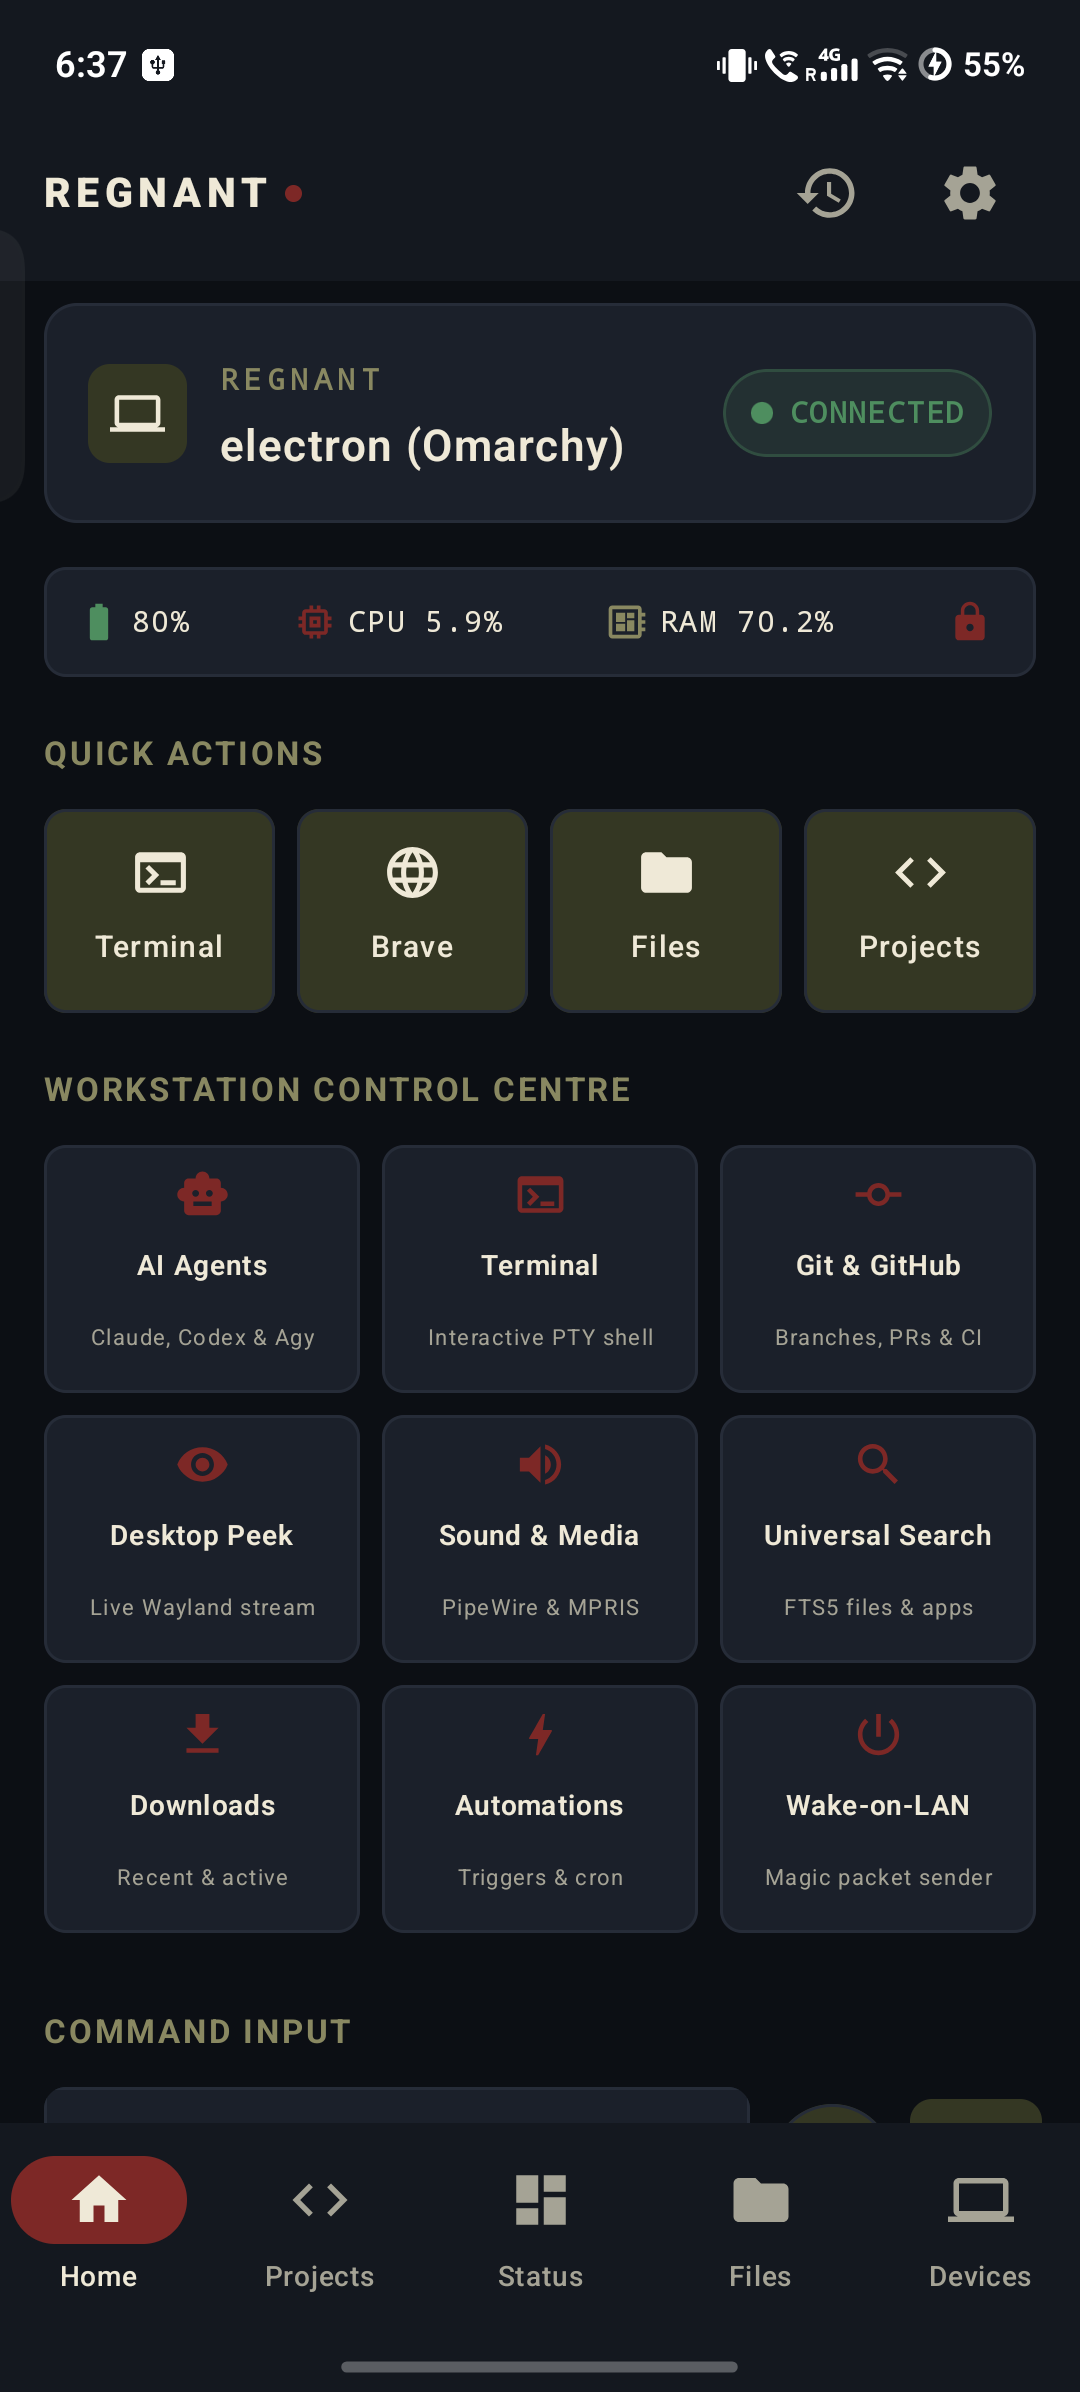 6:37
4G
R
55%
REGNANT
REGNANT
electron (Omarchy)
CONNECTED
80%
CPU 5.9%
RAM 70.2%
QUICK ACTIONS
Terminal
Brave
Files
Projects
WORKSTATION CONTROL CENTRE
AI Agents
Terminal
Git & GitHub
Claude, Codex & Agy
Interactive PTY shell
Branches, PRs & CI
Desktop Peek
Sound & Media
Universal Search
Live Wayland stream
PipeWire & MPRIS
FTS5 files & apps
Downloads
Automations
Wake-on-LAN
Recent & active
Triggers & cron
Magic packet sender
COMMAND INPUT
Home
Projects
Status
Files
Devices